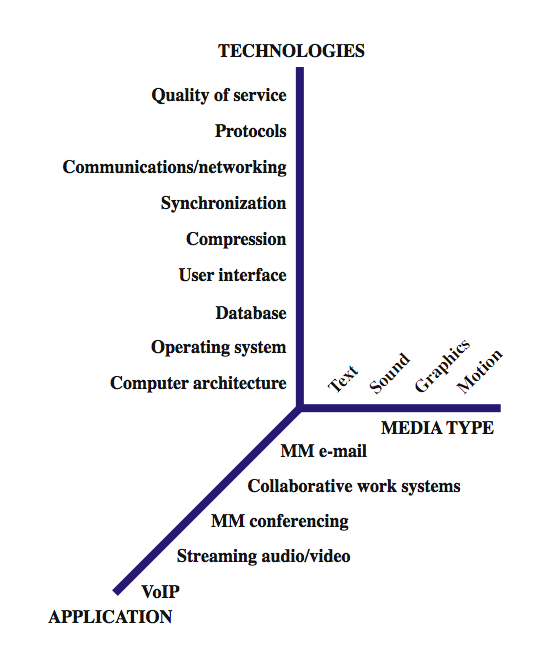 TECHNOLOGIES
Quality of service
Protocols
Communications/networking
Synchronization
Compression
User interface
Database
Operating system
Computer architecture
Text
Sound
Graphics
Motion
MEDIA TYPE
MM e-mail
Collaborative work systems
MM conferencing
Streaming audio/video
VoIP
APPLICATION